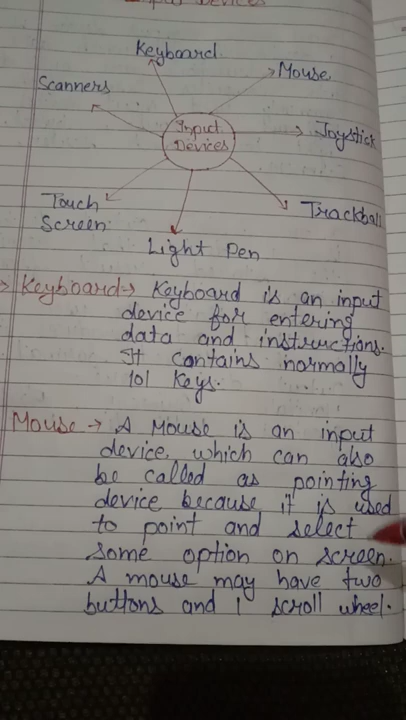 Input Devices
Keyboard
Mouse
Scanners
Input
Devices
Joystick
Touch
Screen
Trackball
Light Pen
Keyboard → Keyboard is an input
device for entering
data and instructions.
It contains normally
101 Keys.
Mouse → A Mouse is an input
device, which can also
be called as pointing
device because it is used
to point and select
some option on screen.
A mouse may have two
buttons and 1 scroll wheel.